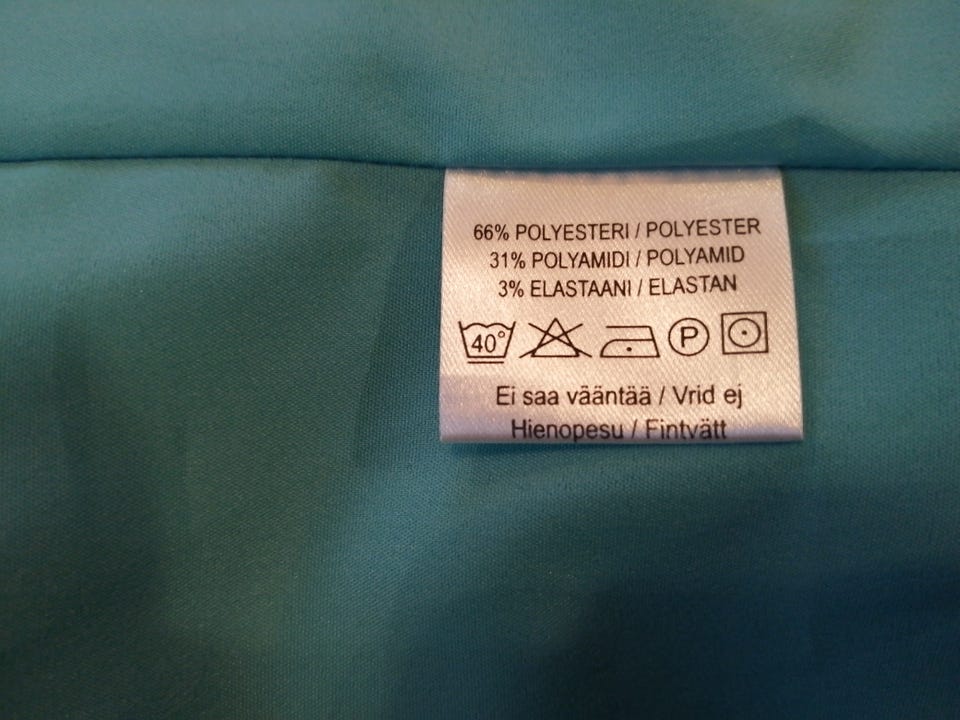 66% POLYESTERI / POLYESTER
31% POLYAMIDI / POLYAMID
3% ELASTAANI / ELASTAN
40° P
Ei saa vääntää / Vrid ej
Hienopesu / Fintvätt